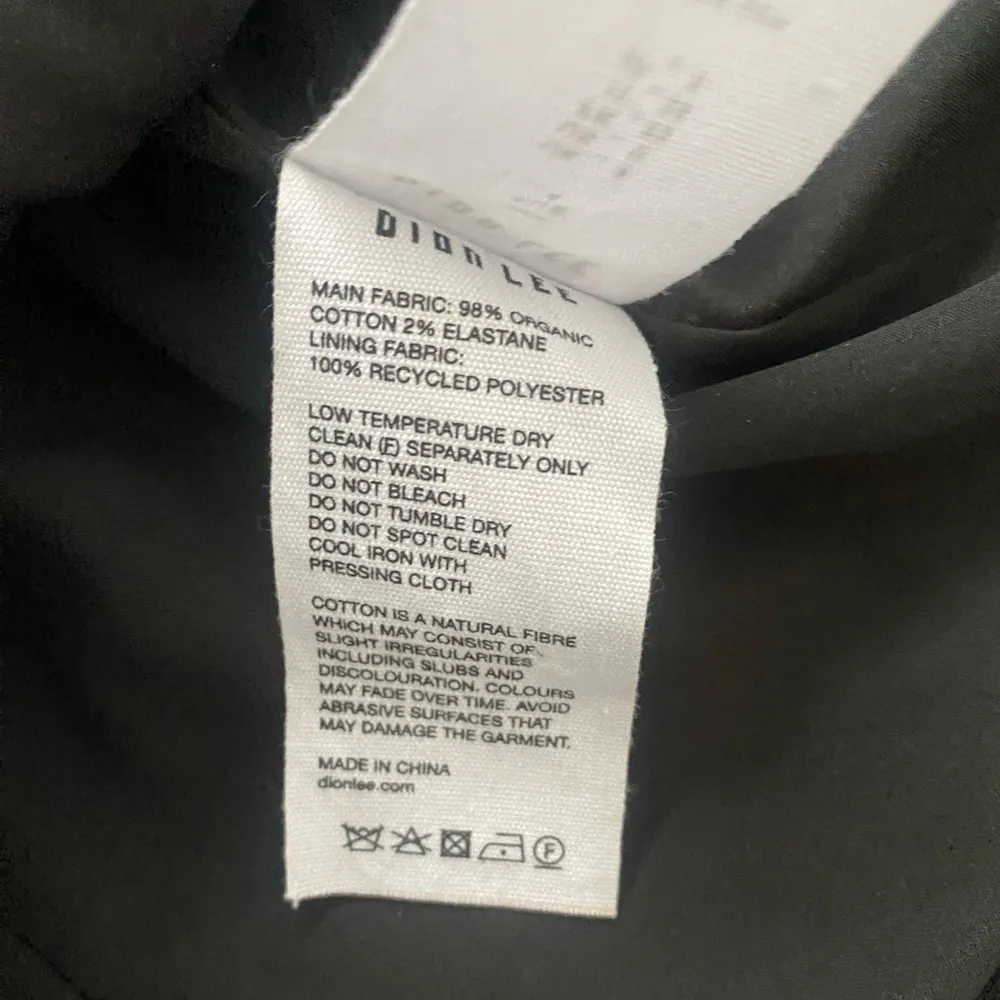 DION LEE
MAIN FABRIC: 98% ORGANIC
COTTON 2% ELASTANE
LINING FABRIC:
100% RECYCLED POLYESTER
LOW TEMPERATURE DRY
CLEAN (F) SEPARATELY ONLY
DO NOT WASH
DO NOT BLEACH
DO NOT TUMBLE DRY
DO NOT SPOT CLEAN
COOL IRON WITH
PRESSING CLOTH
COTTON IS A NATURAL FIBRE
WHICH MAY CONSIST OF
SLIGHT IRREGULARITIES
INCLUDING SLUBS AND
DISCOLOURATION. COLOURS
MAY FADE OVER TIME. AVOID
ABRASIVE SURFACES THAT
MAY DAMAGE THE GARMENT.
MADE IN CHINA
dionlee.com
F